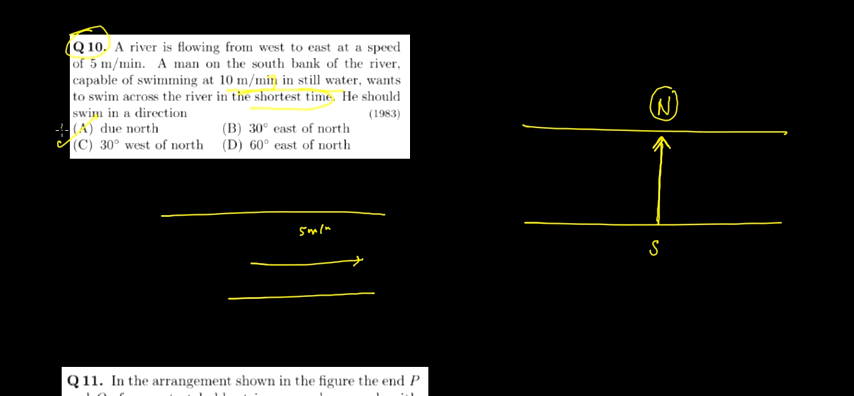 Q 10. A river is flowing from west to east at a speed
of 5 m/min. A man on the south bank of the river,
capable of swimming at 10 m/min in still water, wants
to swim across the river in the shortest time. He should
swim in a direction (1983)
(A) due north (B) 30° east of north
(C) 30° west of north (D) 60° east of north
N
5m/m
S
Q 11. In the arrangement shown in the figure the end P